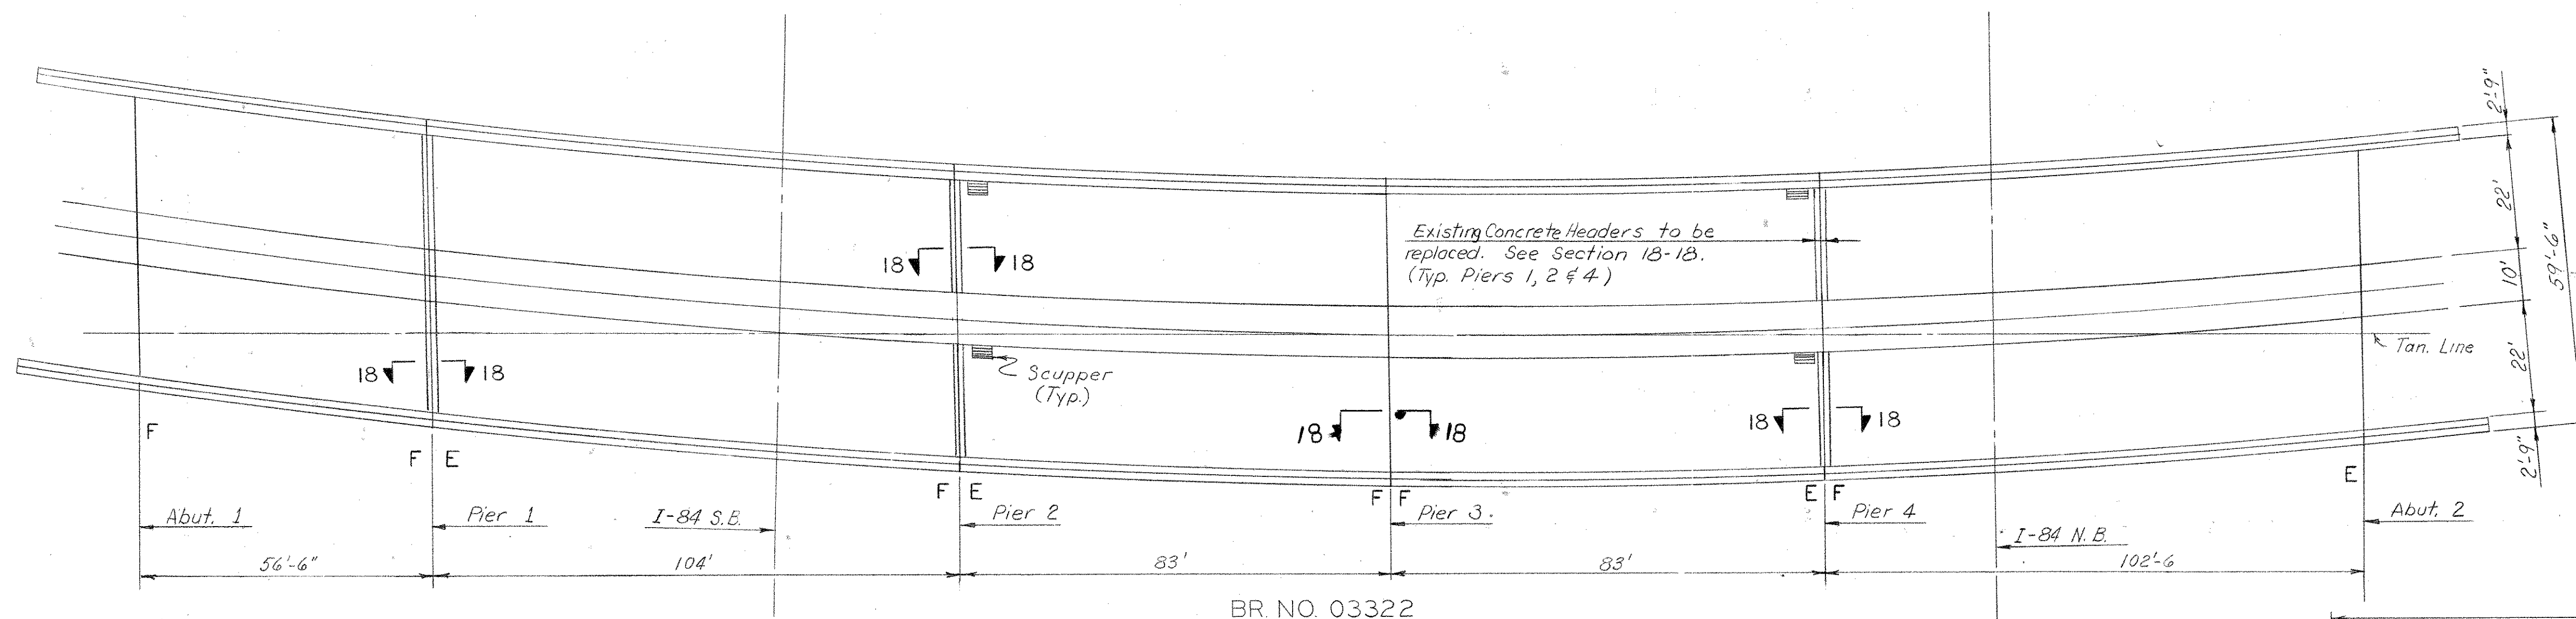 2'-9"
22'
10'
59'-6"
22'
2'-9"
Existing Concrete Headers to be
replaced. See Section 18-18.
(Typ. Piers 1, 2 & 4)
18 18
Tan. Line
18 18
Scupper
(Typ.)
18 18
18 18
F
F E
F E
F F
E F
E
Abut. 1
Pier 1
I-84 S.B.
Pier 2
Pier 3.
Pier 4
I-84 N.B.
Abut. 2
56'-6"
104'
83'
83'
102'-6
BR. NO. 03322